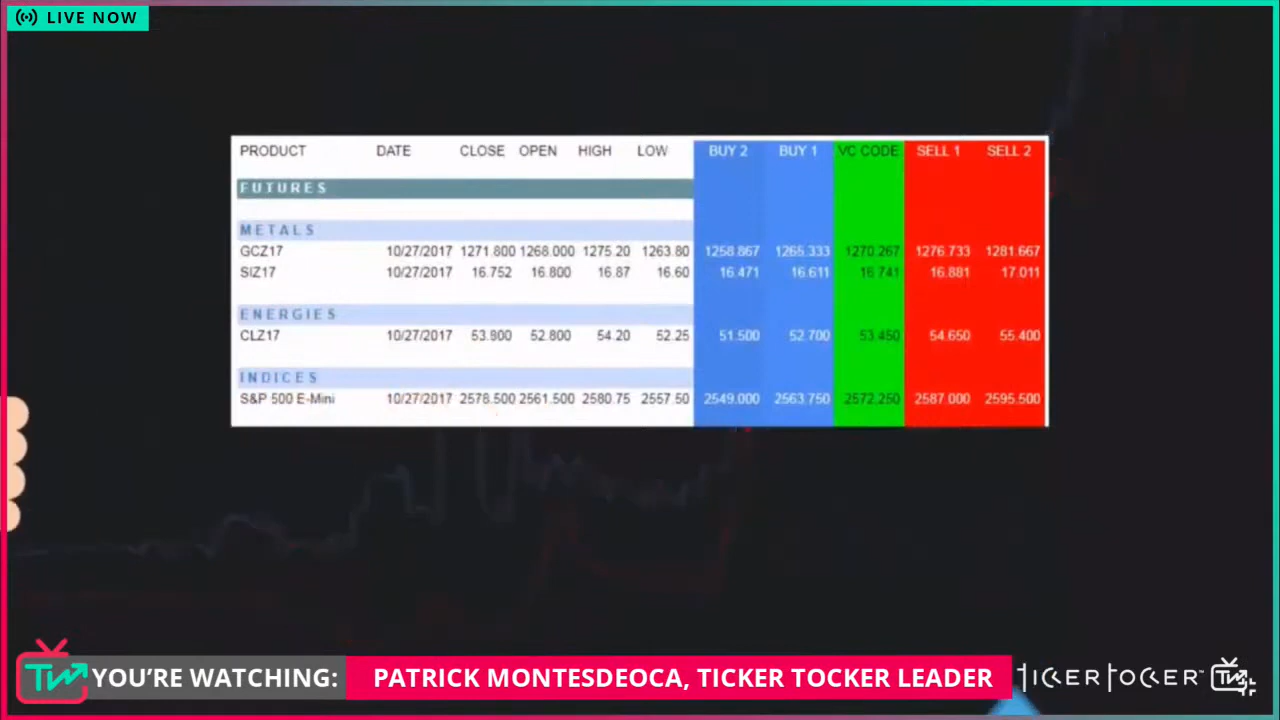 LIVE NOW
PRODUCT DATE CLOSE OPEN HIGH LOW BUY 2 BUY 1 VC CODE SELL 1 SELL 2
FUTURES
METALS
GCZ17 10/27/2017 1271.800 1268.000 1275.20 1263.80 1258.867 1265.333 1270.267 1276.733 1281.667
SIZ17 10/27/2017 16.752 16.800 16.87 16.60 16.471 16.611 16.741 16.881 17.011
ENERGIES
CLZ17 10/27/2017 53.900 52.800 54.20 52.25 51.500 52.700 53.450 54.650 55.400
INDICES
S&P 500 E-Mini 10/27/2017 2578.500 2561.500 2580.75 2557.50 2549.000 2563.750 2572.250 2587.000 2595.500
TW YOU'RE WATCHING: PATRICK MONTESDEOCA, TICKER TOCKER LEADER TICKERTOCKER™ TW